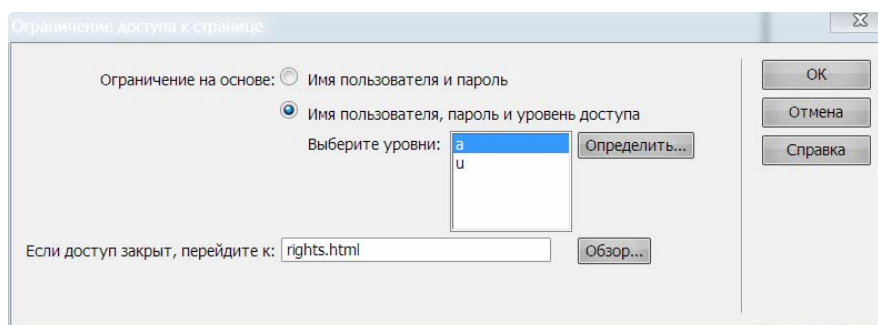 Ограничение доступа к странице
Ограничение на основе: Имя пользователя и пароль
OK
Имя пользователя, пароль и уровень доступа
Отмена
Выберите уровни: a
Определить...
Справка
u
Если доступ закрыт, перейдите к: rights.html
Обзор...